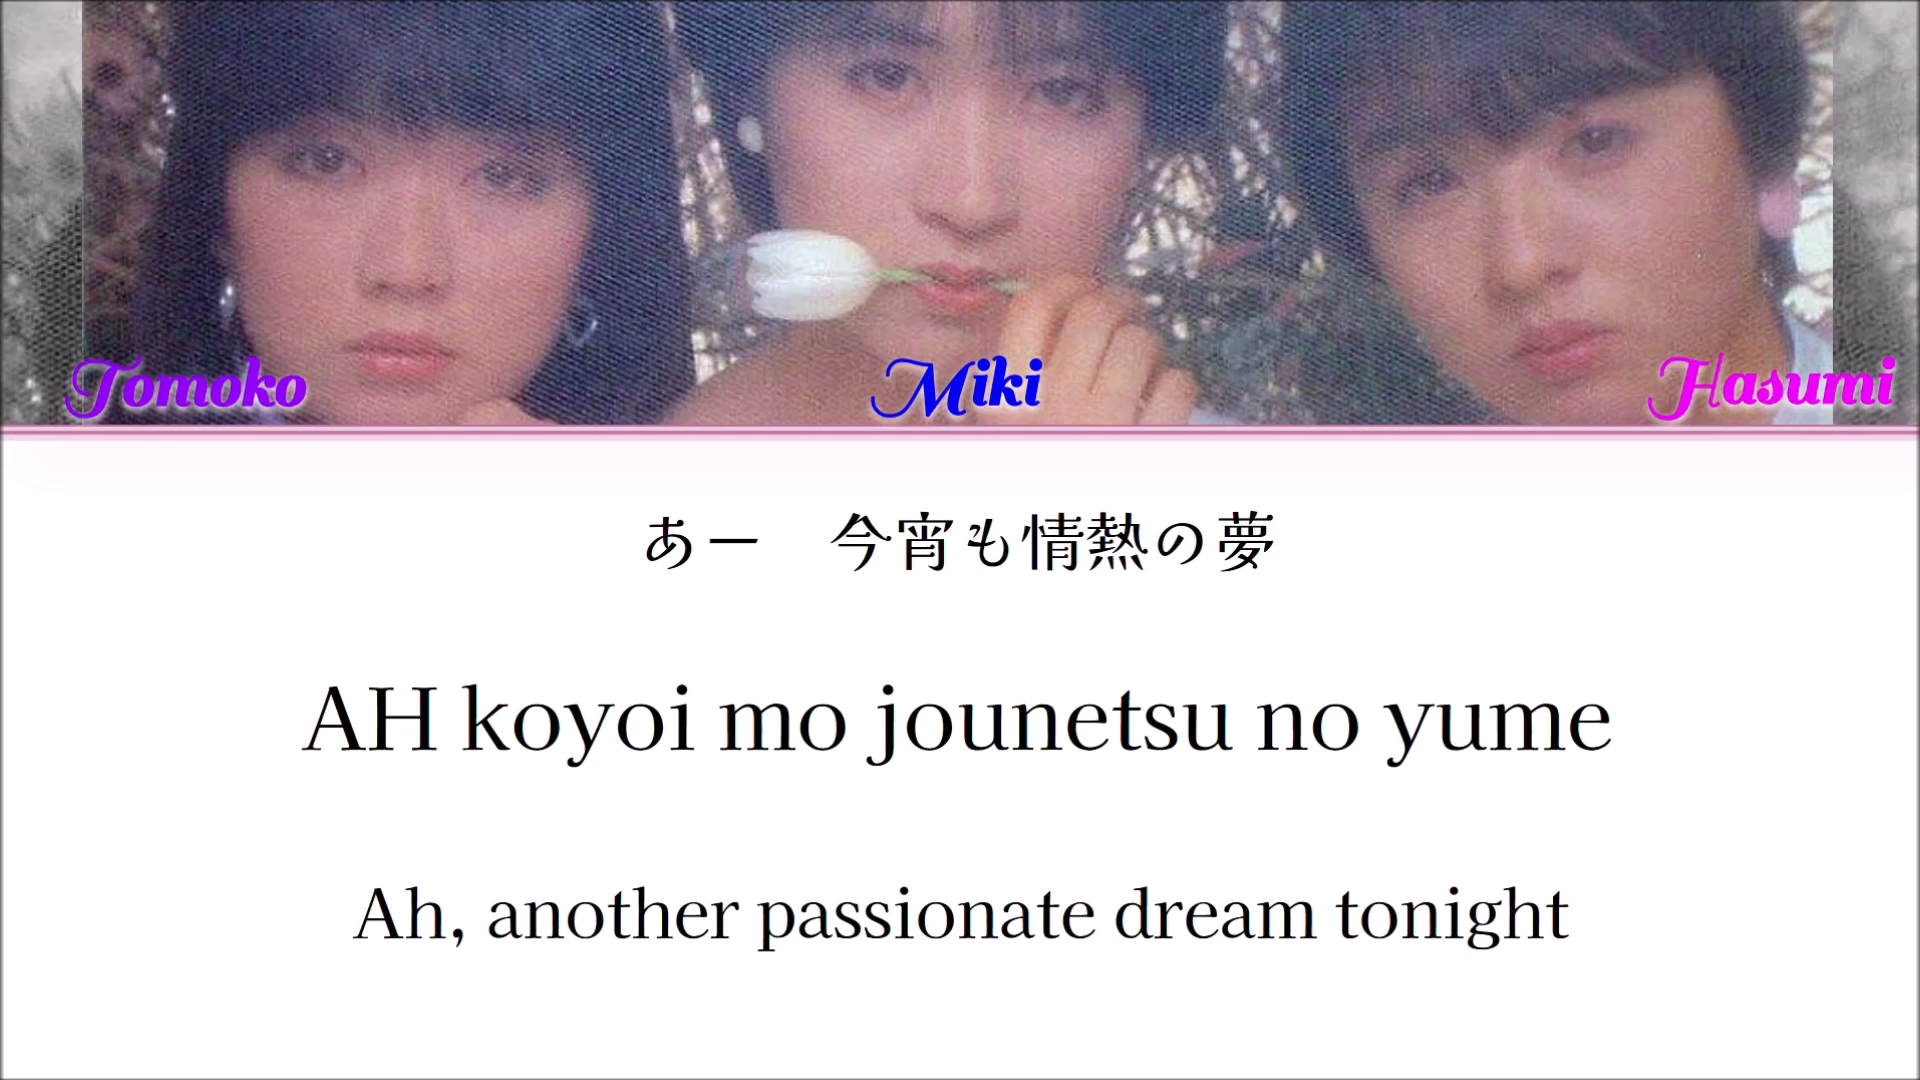 Tomoko Miki Hasumi
あー　今宵も情熱の夢
AH koyoi mo jounetsu no yume
Ah, another passionate dream tonight